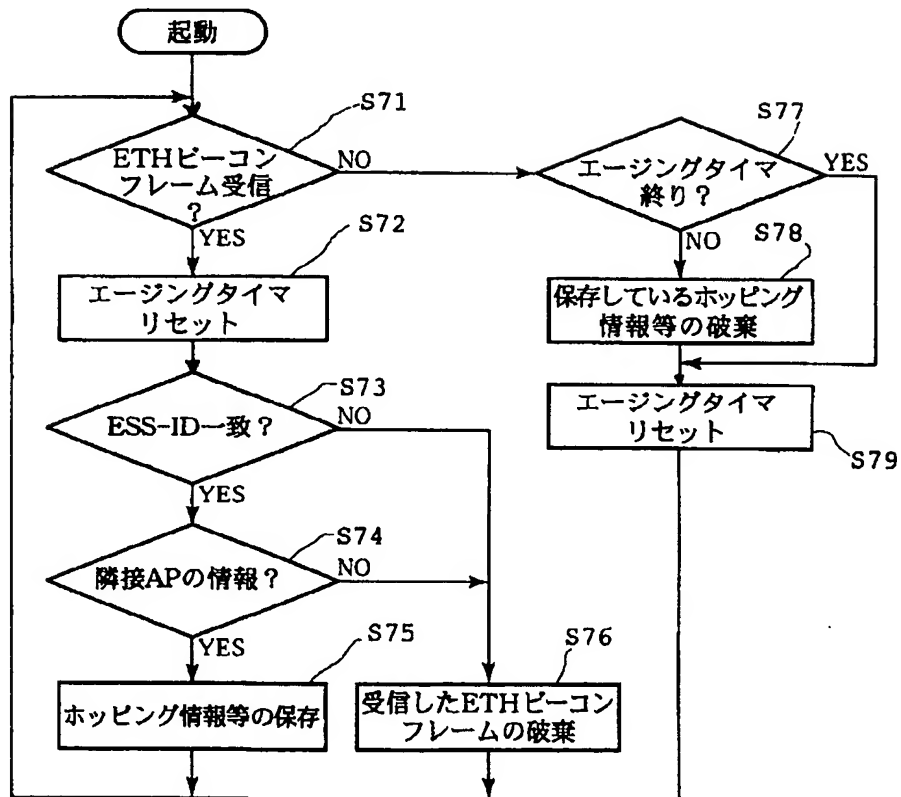 起動
S71
ETHビーコン
フレーム受信
?
NO
YES
S77
エージングタイマ
終り?
YES
NO
S72
エージングタイマ
リセット
S78
保存しているホッピング
情報等の破棄
S73
ESS-ID一致?
NO
YES
エージングタイマ
リセット
S79
S74
隣接APの情報?
NO
YES
S75
ホッピング情報等の保存
S76
受信したETHビーコン
フレームの破棄